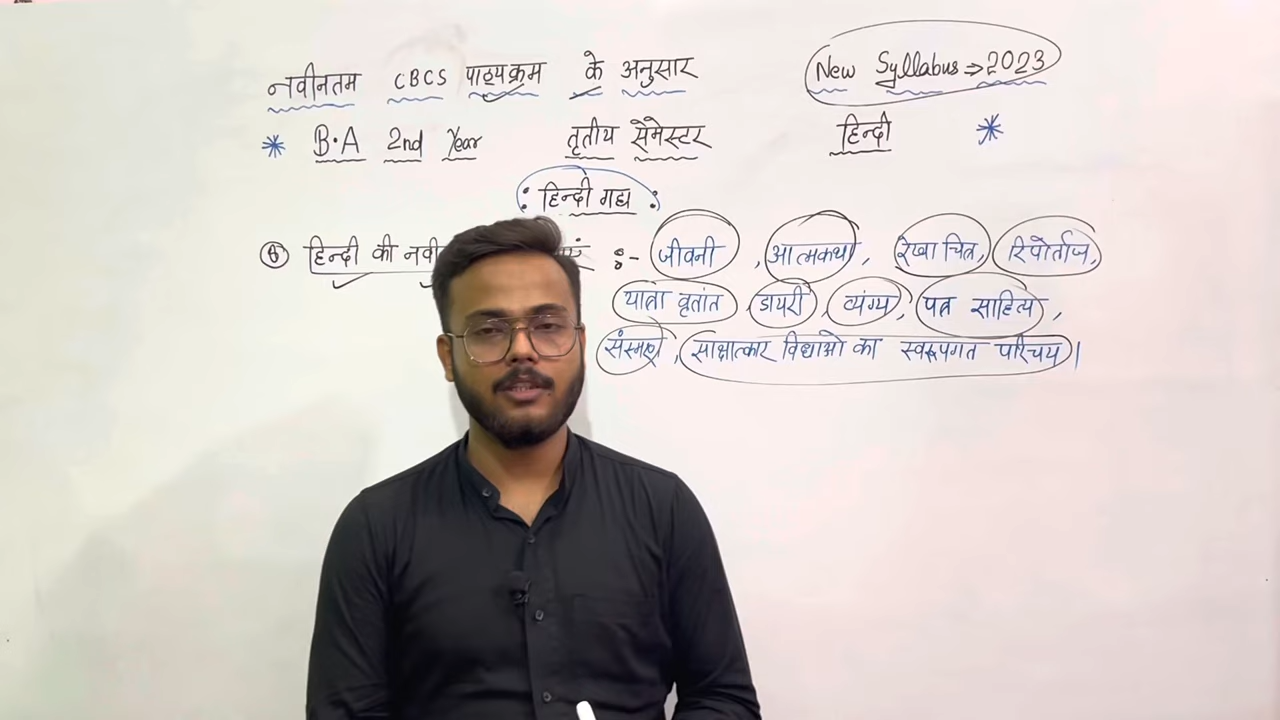 नवीनतम CBCS पाठ्यक्रम के अनुसार New Syllabus ⇒ 2023
* B.A 2nd Year तृतीय सेमेस्टर हिन्दी *
: हिन्दी गद्य :
हिन्दी की :- जीवनी , आत्मकथा, रेखा चित्र, रिपोर्ताज,
यात्रा वृतांत , डायरी , व्यंग्य, पत्र साहित्य ,
संस्मरण , साक्षात्कार विधाओ का स्वरूपगत परिचय ।